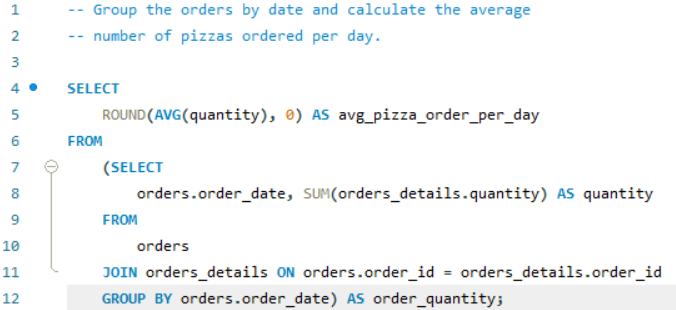 1 -- Group the orders by date and calculate the average
2 -- number of pizzas ordered per day.
3
4 SELECT
5 ROUND(AVG(quantity), 0) AS avg_pizza_order_per_day
6 FROM
7 (SELECT
8 orders.order_date, SUM(orders_details.quantity) AS quantity
9 FROM
10 orders
11 JOIN orders_details ON orders.order_id = orders_details.order_id
12 GROUP BY orders.order_date) AS order_quantity;